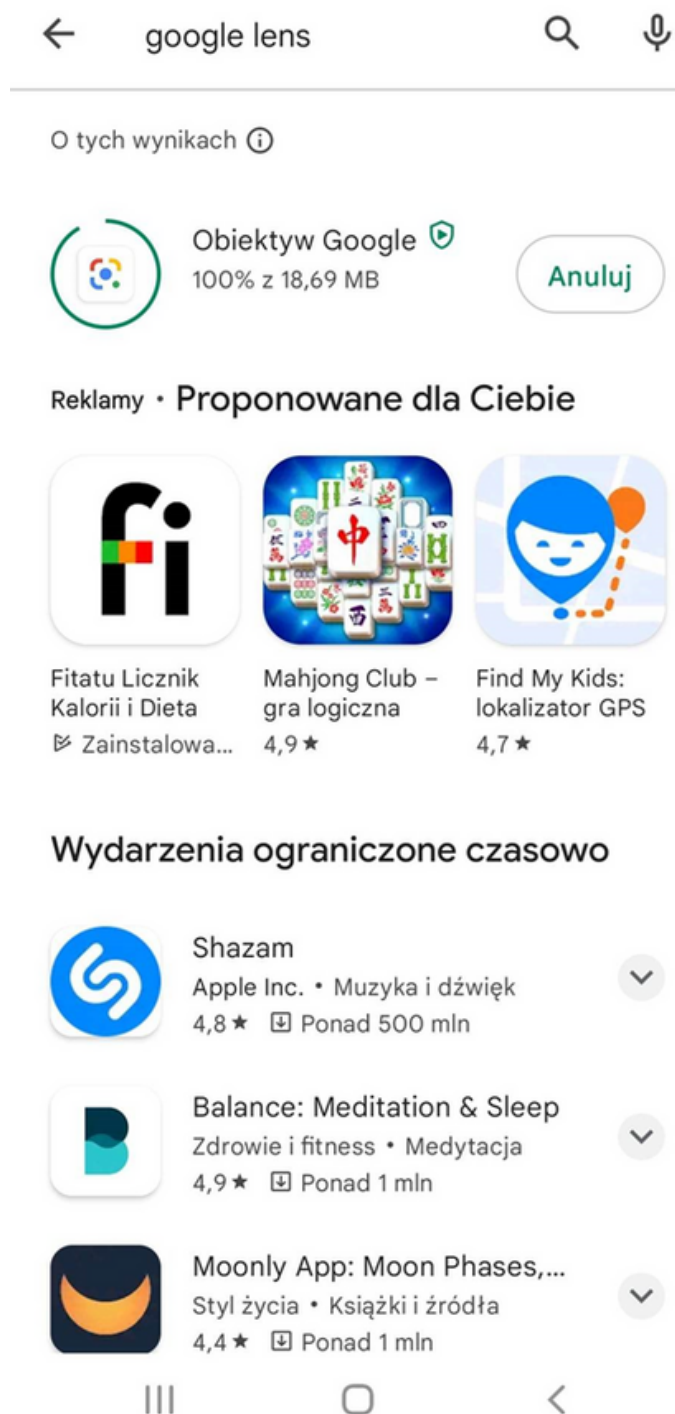 google lens
O tych wynikach
Obiektyw Google
100% z 18,69 MB
Anuluj
Reklamy • Proponowane dla Ciebie
fi
中
Fitatu Licznik
Kalorii i Dieta
Zainstalowa...
Mahjong Club –
gra logiczna
4,9★
Find My Kids:
lokalizator GPS
4,7★
Wydarzenia ograniczone czasowo
Shazam
Apple Inc. • Muzyka i dźwięk
4,8★ Ponad 500 mln
Balance: Meditation & Sleep
Zdrowie i fitness • Medytacja
4,9★ Ponad 1 mln
Moonly App: Moon Phases,...
Styl życia • Książki i źródła
4,4★ Ponad 1 mln